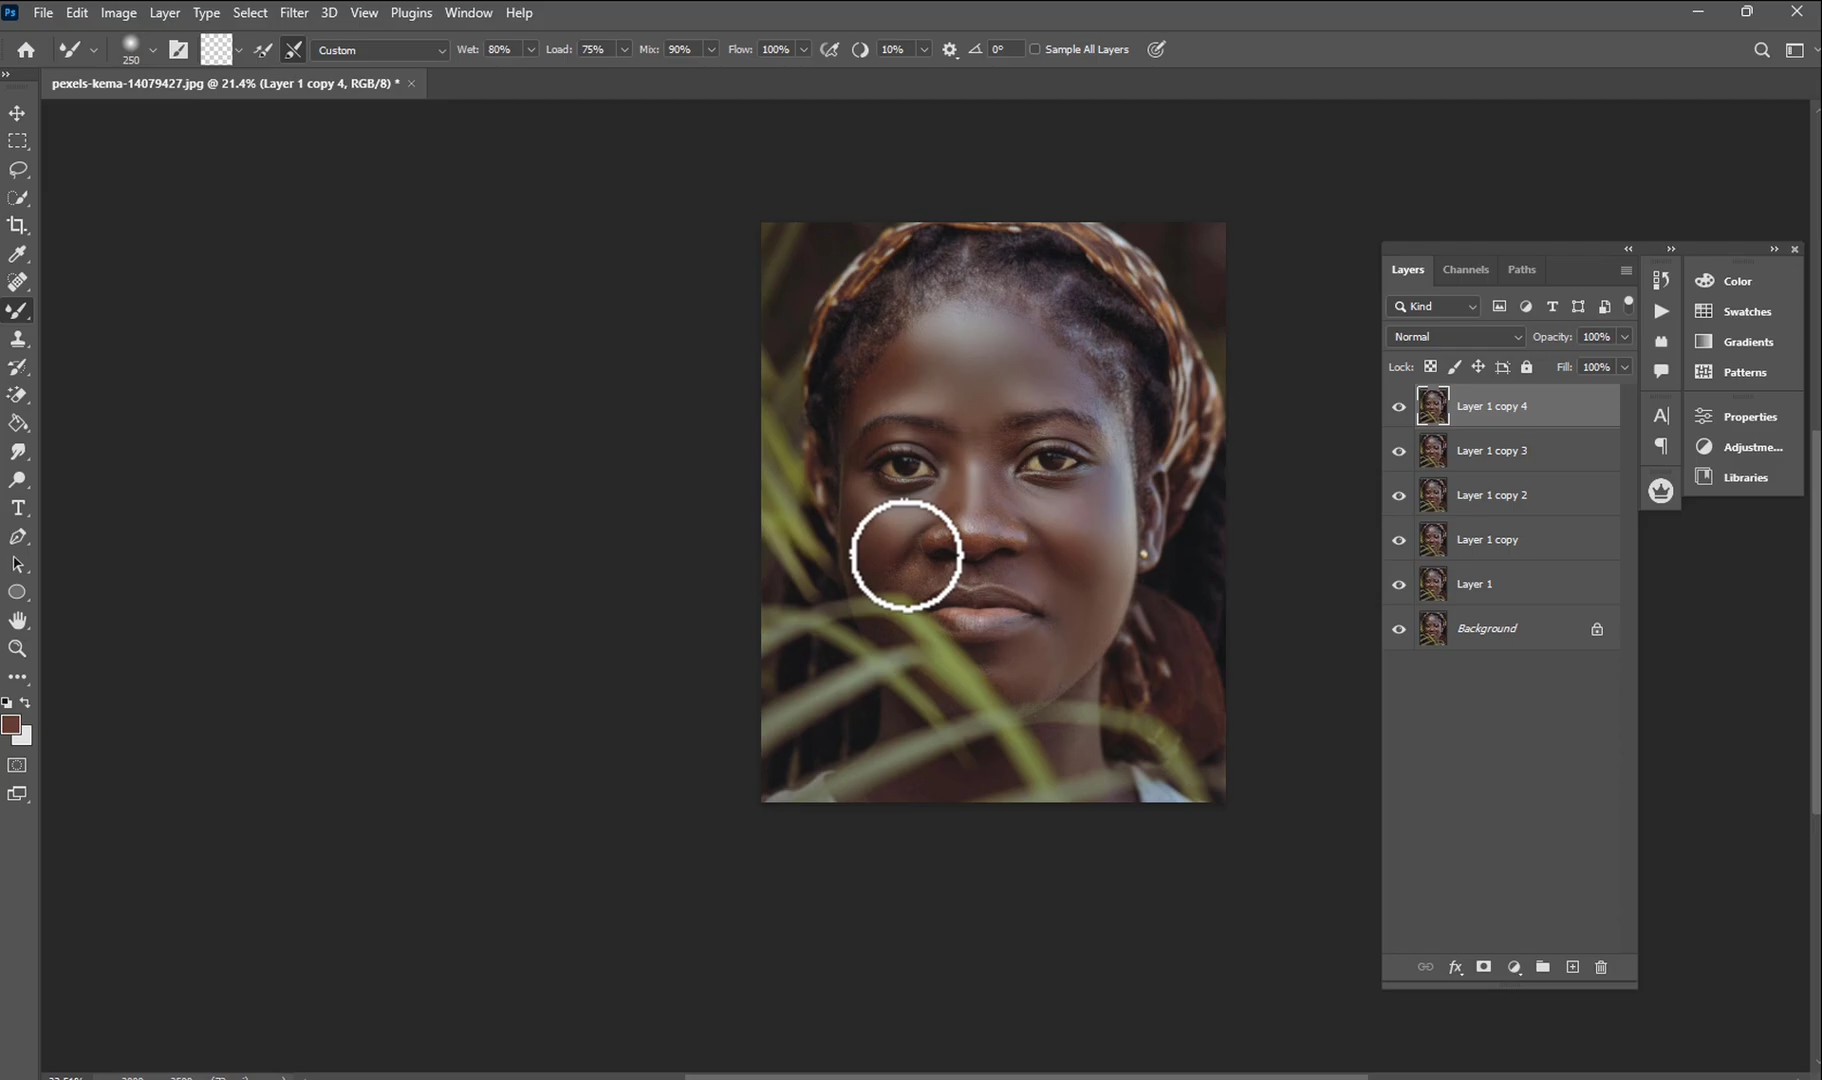 Ps File Edit Image Layer Type Select Filter 3D View Plugins Window Help
250 Custom Wet: 80% Load: 75% Mix: 90% Flow: 100% 10% 0° Sample All Layers
pexels-kema-14079427.jpg @ 21.4% (Layer 1 copy 4, RGB/8) *
Layers Channels Paths
Kind
Normal Opacity: 100%
Lock: Fill: 100%
Layer 1 copy 4
Layer 1 copy 3
Layer 1 copy 2
Layer 1 copy
Layer 1
Background
fx
Color
Swatches
Gradients
Patterns
Properties
Adjustme...
Libraries